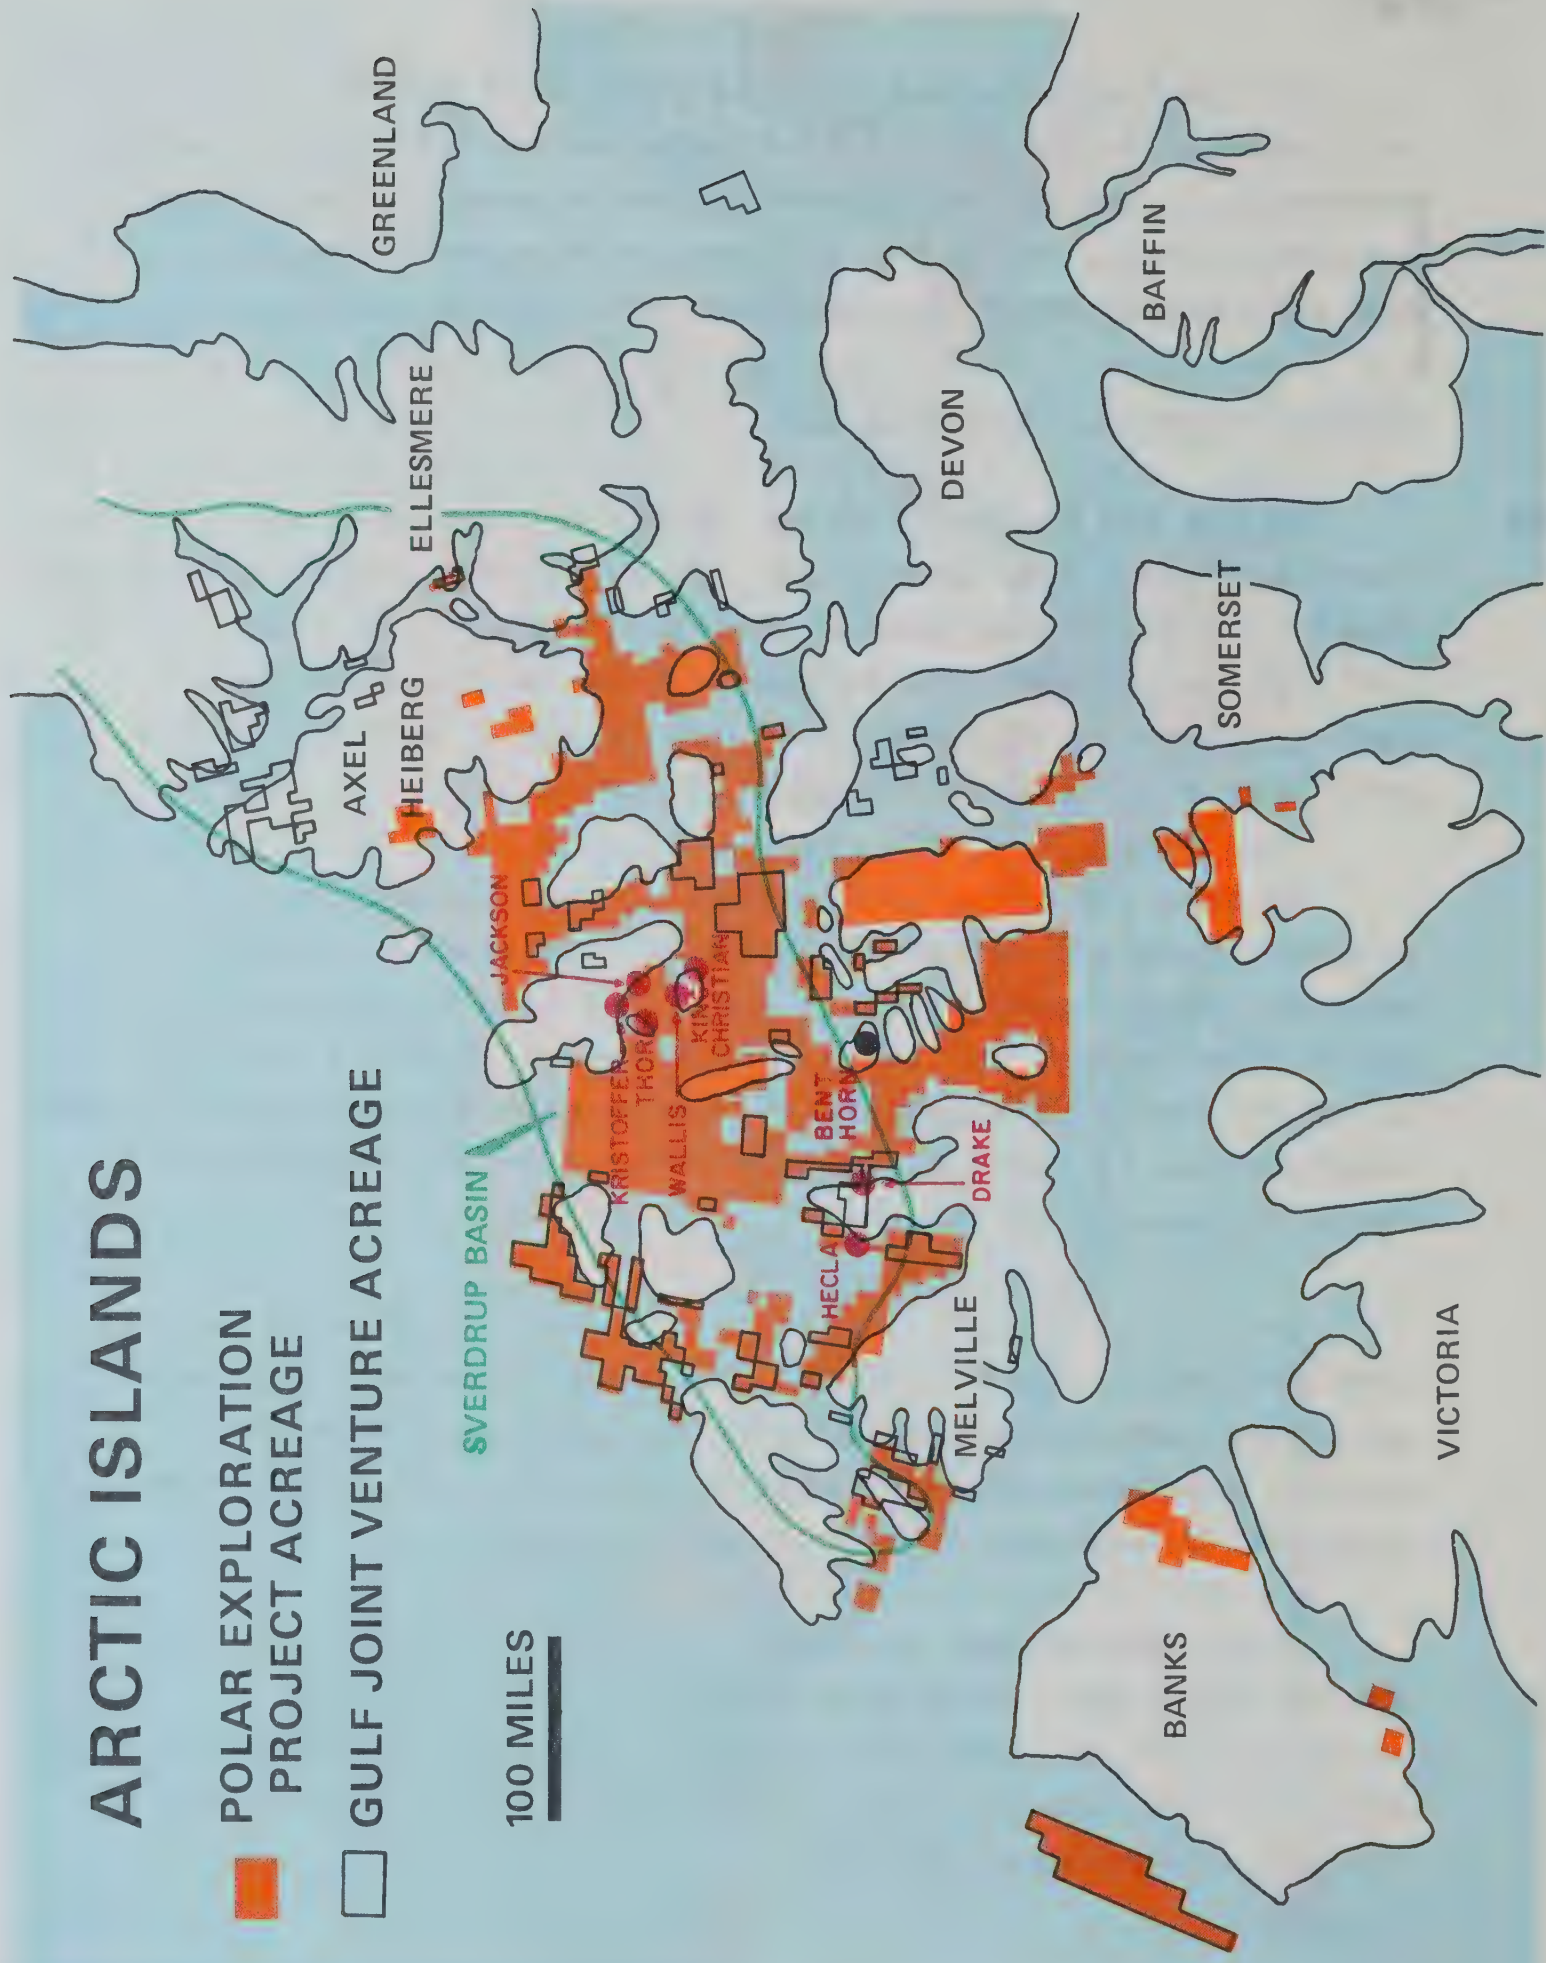 ARCTIC ISLANDS
POLAR EXPLORATION
PROJECT ACREAGE
GULF JOINT VENTURE ACREAGE
100 MILES
SVERDRUP BASIN
GREENLAND
ELLESMERE
AXEL
HEIBERG
JACKSON
KRISTOFFER
THOR
WALLIS
KING
CHRISTIAN
BENT
HORN
HECLA
DRAKE
DEVON
MELVILLE
BAFFIN
SOMERSET
BANKS
VICTORIA